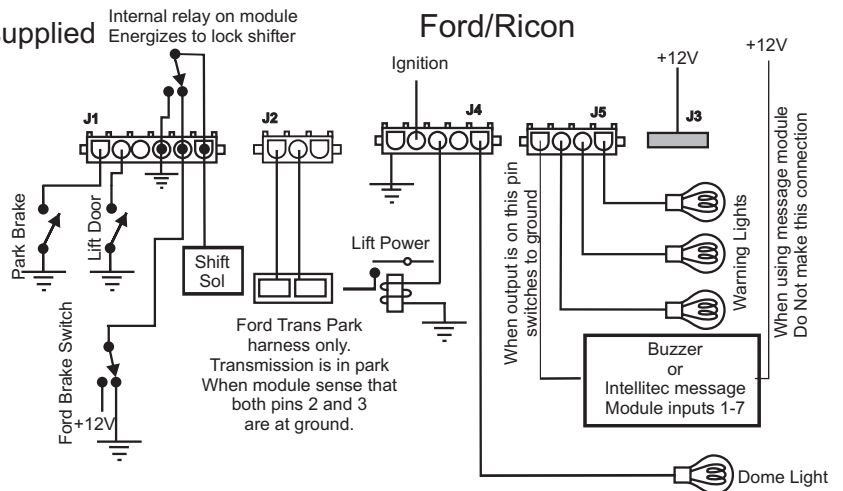 supplied
Internal relay on module
Energizes to lock shifter
Ford/Ricon
Ignition
+12V
+12V
J1
J2
J4
J5
J3
Park Brake
Lift Door
Shift
Sol
Lift Power
Ford Brake Switch
+12V
Ford Trans Park
harness only.
Transmission is in park
When module sense that
both pins 2 and 3
are at ground.
When output is on this pin
switches to ground
Warning Lights
When using message module
Do Not make this connection
Buzzer
or
Intellitec message
Module inputs 1-7
Dome Light